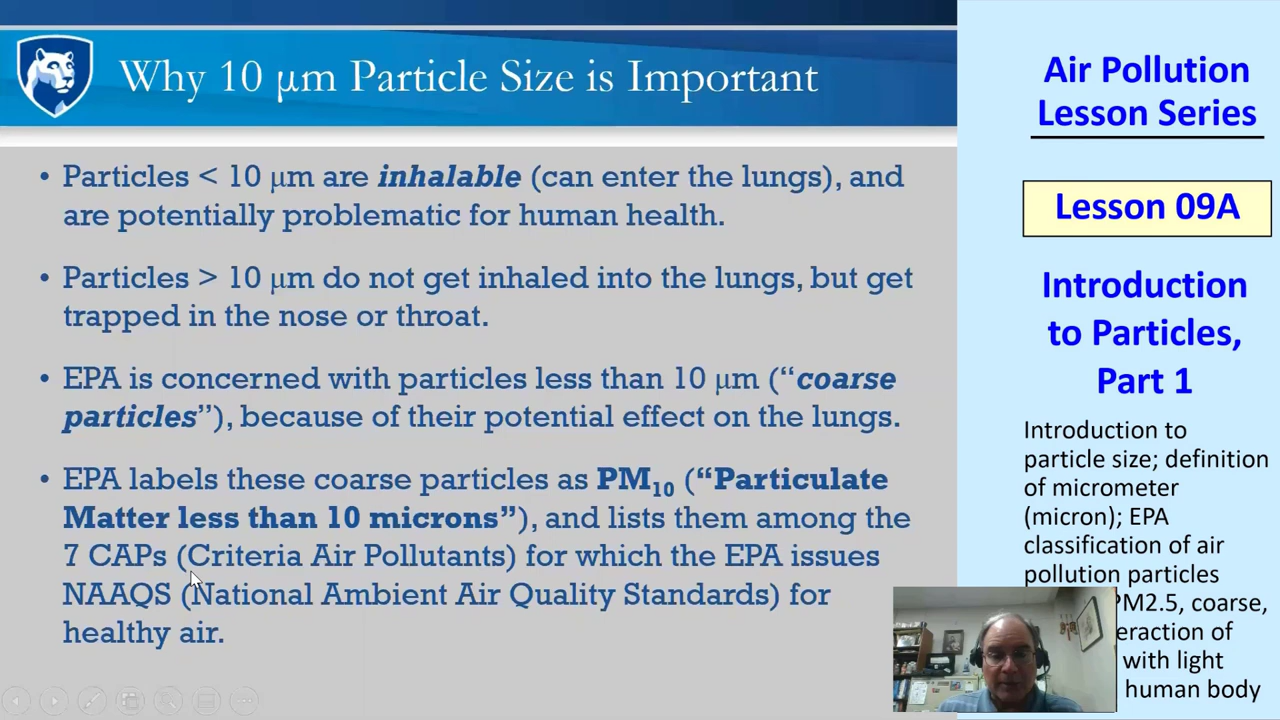 Why 10 µm Particle Size is Important
• Particles < 10 µm are inhalable (can enter the lungs), and
are potentially problematic for human health.
• Particles > 10 µm do not get inhaled into the lungs, but get
trapped in the nose or throat.
• EPA is concerned with particles less than 10 µm (“coarse
particles”), because of their potential effect on the lungs.
• EPA labels these coarse particles as PM10 (“Particulate
Matter less than 10 microns”), and lists them among the
7 CAPs (Criteria Air Pollutants) for which the EPA issues
NAAQS (National Ambient Air Quality Standards) for
healthy air.
Air Pollution
Lesson Series
Lesson 09A
Introduction
to Particles,
Part 1
Introduction to
particle size; definition
of micrometer
(micron); EPA
classification of air
pollution particles
PM2.5, coarse,
eraction of
with light
human body